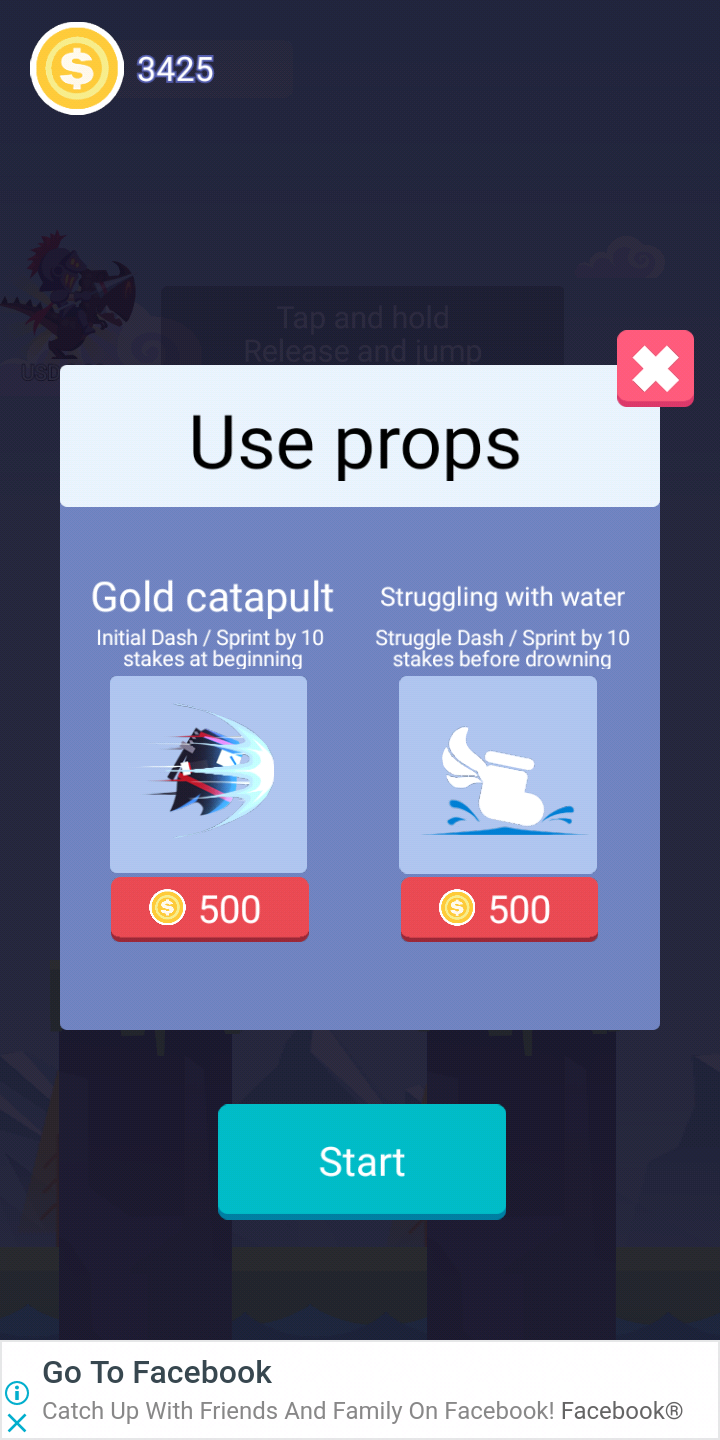 3425
Tap and hold
Release and jump
Use props
Gold catapult
Initial Dash / Sprint by 10
stakes at beginning
500
Struggling with water
Struggle Dash / Sprint by 10
stakes before drowning
500
Start
Go To Facebook
Catch Up With Friends And Family On Facebook! Facebook®